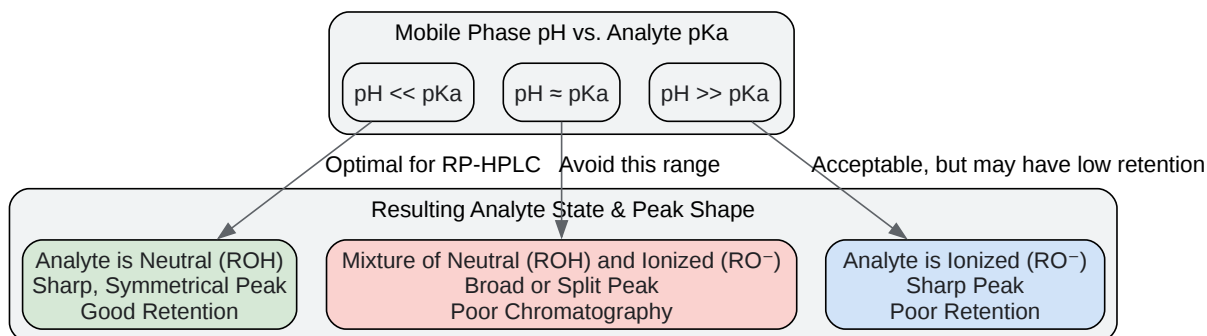 Mobile Phase pH vs. Analyte pKa
pH << pKa
pH ≈ pKa
pH >> pKa
Optimal for RP-HPLC
Avoid this range
Acceptable, but may have low retention
Resulting Analyte State & Peak Shape
Analyte is Neutral (ROH)
Sharp, Symmetrical Peak
Good Retention
Mixture of Neutral (ROH) and Ionized (RO⁻)
Broad or Split Peak
Poor Chromatography
Analyte is Ionized (RO⁻)
Sharp Peak
Poor Retention